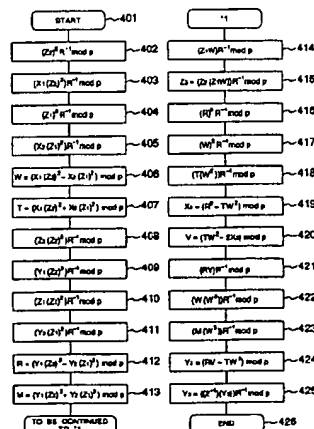 START 401
(Z₂)² R⁻¹ mod p 402
(X₁(Z₂)²)R⁻¹ mod p 403
(Z₁)² R⁻¹ mod p 404
(X₂(Z₁)²)R⁻¹ mod p 405
W = (X₁(Z₂)² − X₂(Z₁)²) mod p 406
T = (X₁(Z₂)² + X₂(Z₁)²) mod p 407
(Z₂(Z₂)²)R⁻¹ mod p 408
(Y₁(Z₂)³)R⁻¹ mod p 409
(Z₁(Z₁)²)R⁻¹ mod p 410
(Y₂(Z₁)³)R⁻¹ mod p 411
R = (Y₁(Z₂)³ − Y₂(Z₁)³) mod p 412
M = (Y₁(Z₂)³ + Y₂(Z₁)³) mod p 413
TO BE CONTINUED
TO *1
*1
(Z₁W)R⁻¹ mod p 414
Z₃ = (Z₂(Z₁W))R⁻¹ mod p 415
(R)² R⁻¹ mod p 416
(W)² R⁻¹ mod p 417
(T(W²))R⁻¹ mod p 418
X₃ = (R² − TW²) mod p 419
V = (TW² − 2X₃) mod p 420
(RV)R⁻¹ mod p 421
(W(W²))R⁻¹ mod p 422
(M(W³))R⁻¹ mod p 423
Y₃ = (RV − TW³) mod p 424
mod p 425
END 426